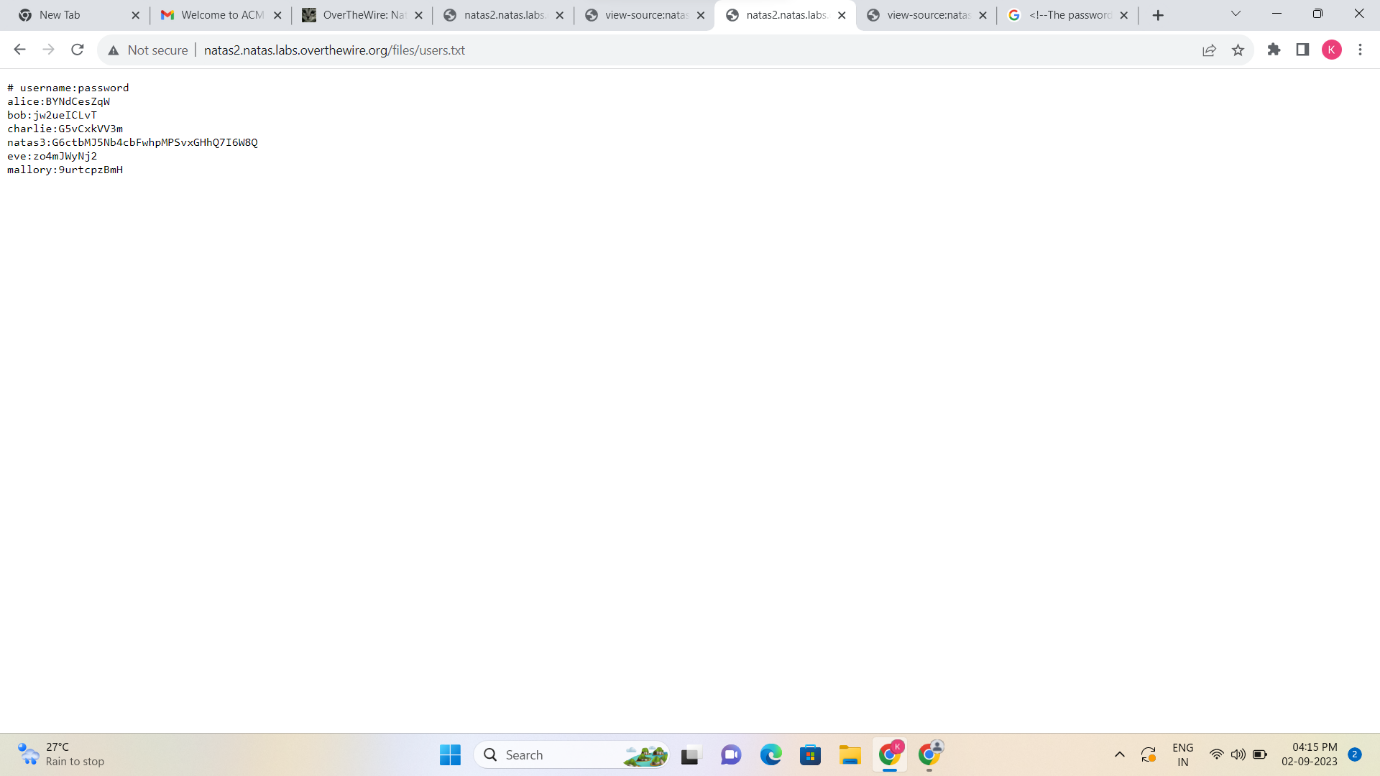 New Tab
Welcome to ACM
OverTheWire: Nat
natas2.natas.labs.
view-source:natas
natas2.natas.labs.
view-source:natas
<!--The password
Not secure
natas2.natas.labs.overthewire.org/files/users.txt
K
# username:password
alice:BYNdCesZqW
bob:jw2ueICLvT
charlie:G5vCxkVV3m
natas3:G6ctbMJ5Nb4cbFwhpMPSvxGHhQ7I6W8Q
eve:zo4mJWyNj2
mallory:9urtcpzBmH
27°C
Rain to stop
Search
K
ENG
IN
04:15 PM
02-09-2023
2